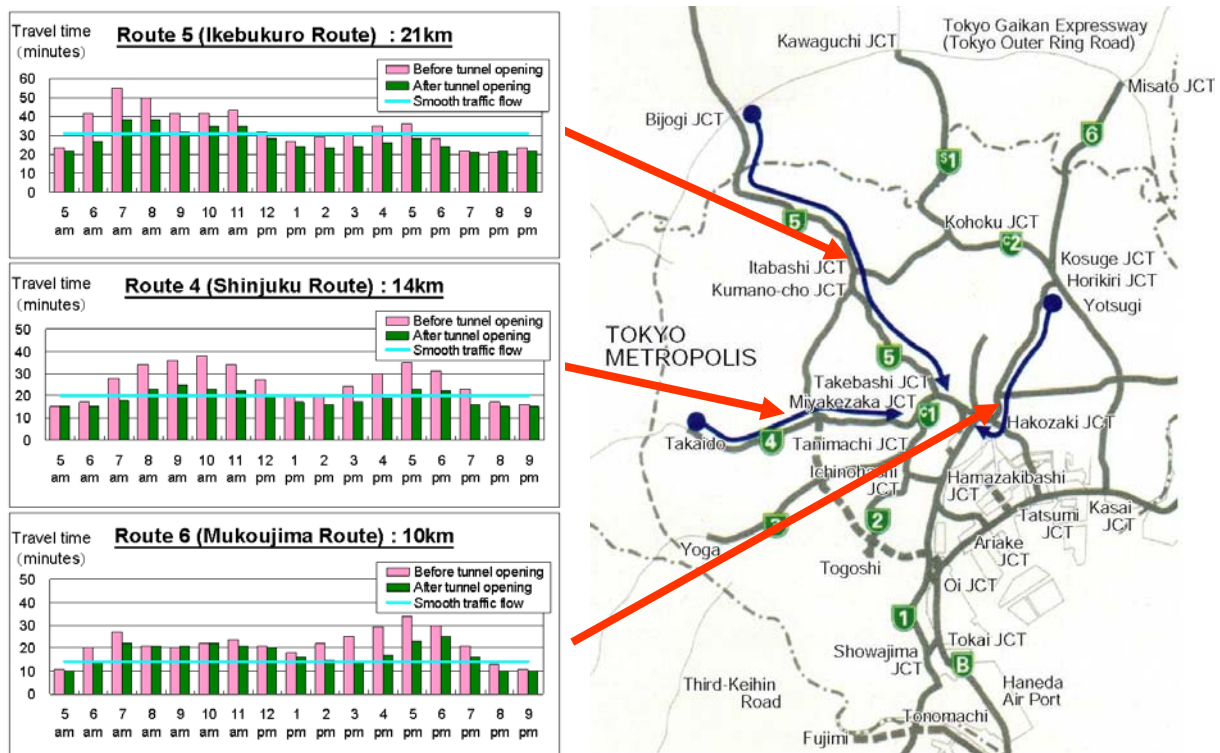 Travel time
(minutes)
Route 5 (Ikebukuro Route) : 21km
Before tunnel opening
After tunnel opening
Smooth traffic flow
60
50
40
30
20
10
0
5 6 7 8 9 10 11 12 1 2 3 4 5 6 7 8 9
am am am am am am am pm pm pm pm pm pm pm pm pm pm
Travel time
(minutes)
Route 4 (Shinjuku Route) : 14km
Before tunnel opening
After tunnel opening
Smooth traffic flow
50
40
30
20
10
0
5 6 7 8 9 10 11 12 1 2 3 4 5 6 7 8 9
am am am am am am am pm pm pm pm pm pm pm pm pm pm
Travel time
(minutes)
Route 6 (Mukoujima Route) : 10km
Before tunnel opening
After tunnel opening
Smooth traffic flow
50
40
30
20
10
0
5 6 7 8 9 10 11 12 1 2 3 4 5 6 7 8 9
am am am am am am am pm pm pm pm pm pm pm pm pm pm
Tokyo Gaikan Expressway
(Tokyo Outer Ring Road)
Kawaguchi JCT
Misato JCT
Bijogi JCT
6
S1
5
Kohoku JCT
C2
Itabashi JCT
Kosuge JCT
Kumano-cho JCT
Horikiri JCT
Yotsugi
TOKYO
METROPOLIS
5
Takebashi JCT
Miyakezaka JCT
C1
Hakozaki JCT
Takaido
4
Tanimachi JCT
Ichinohashi
JCT
Hamazakibashi
JCT
Kasai
JCT
Tatsumi
JCT
3
2
Yoga
Ariake
JCT
Togoshi
Oi JCT
1
Tokai JCT
Showajima
JCT
B
Haneda
Air Port
Third-Keihin
Road
Tonomachi
Fujimi